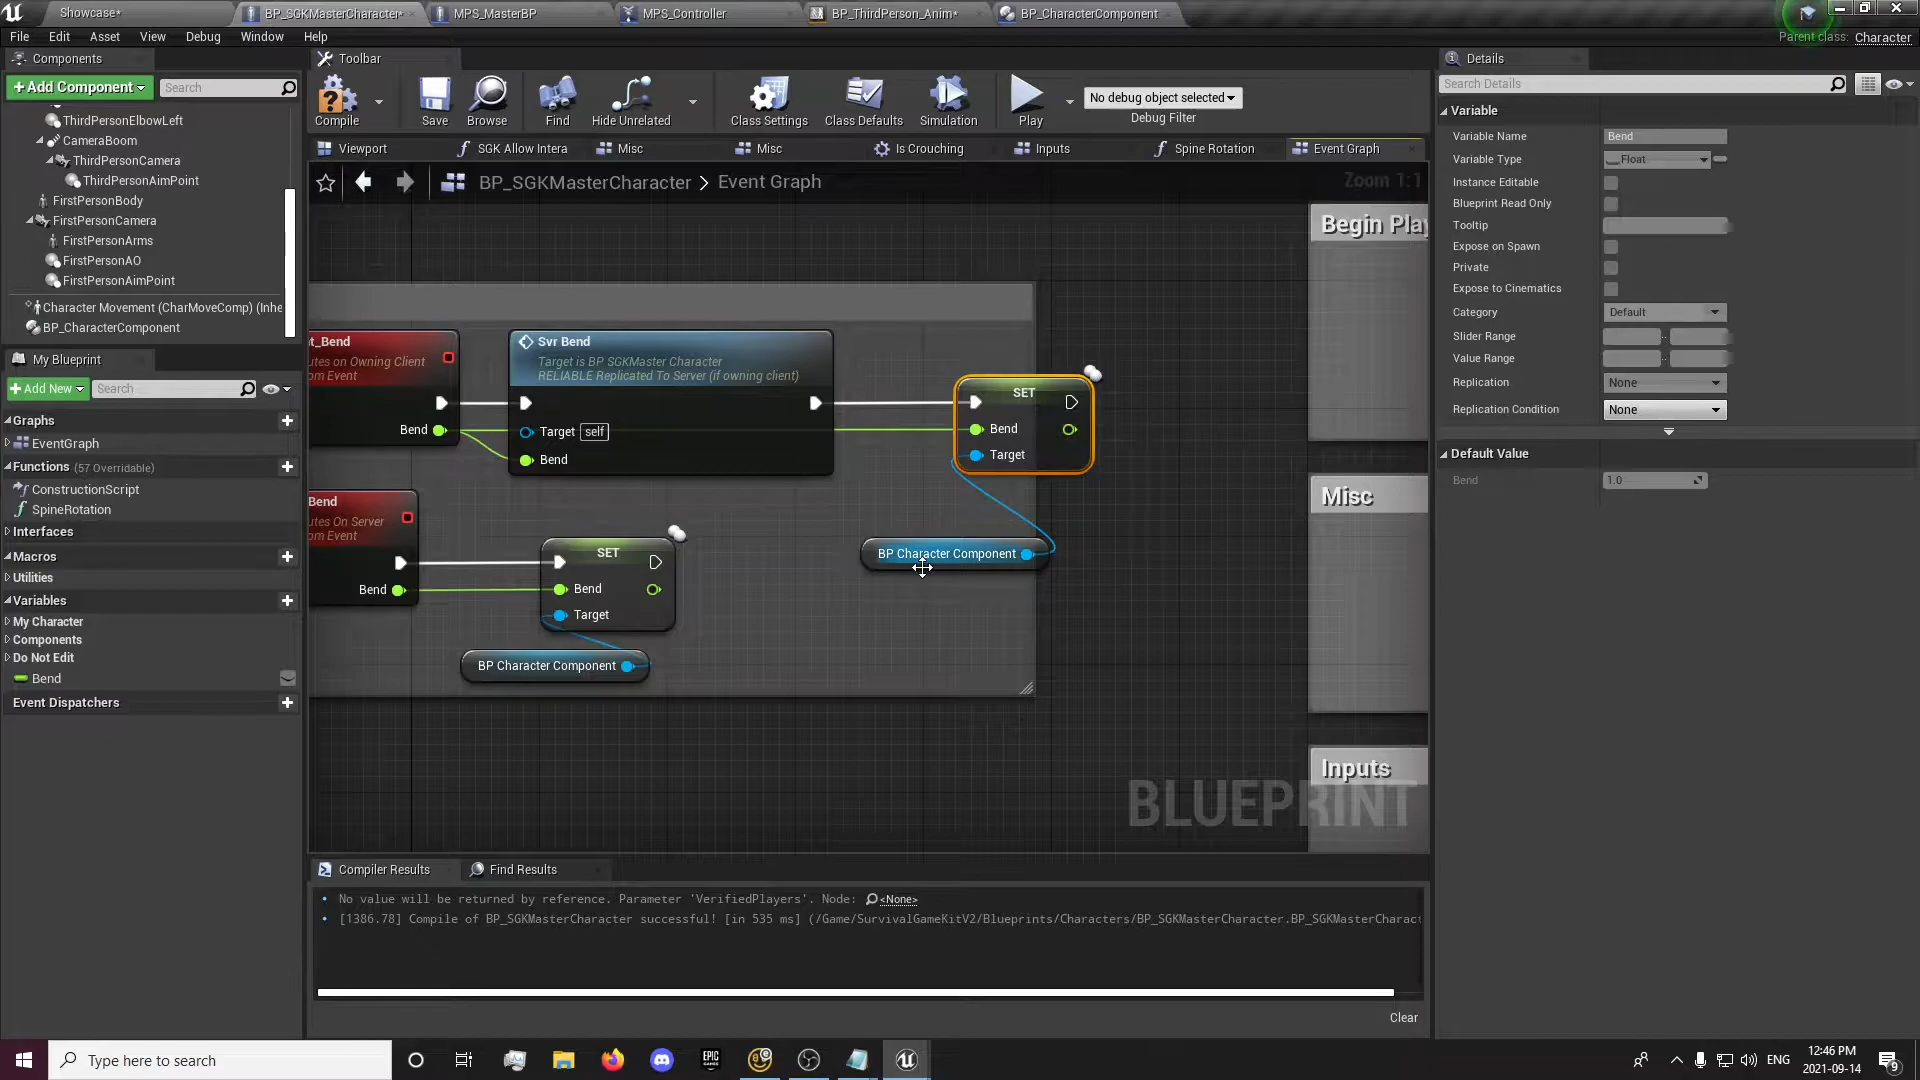 Showcase*
BP_SGKMasterCharacter*
MPS_MasterBP
MPS_Controller
BP_ThirdPerson_Anim*
BP_CharacterComponent
File
Edit
Asset
View
Debug
Window
Help
Parent class: Character
Components
+Add Component
Search
ThirdPersonElbowLeft
CameraBoom
ThirdPersonCamera
ThirdPersonAimPoint
FirstPersonBody
FirstPersonCamera
FirstPersonArms
FirstPersonAO
FirstPersonAimPoint
Character Movement (CharMoveComp) (Inhe
BP_CharacterComponent
My Blueprint
+Add New
Search
Graphs
EventGraph
Functions (57 Overridable)
ConstructionScript
SpineRotation
Interfaces
Macros
Utilities
Variables
My Character
Components
Do Not Edit
Bend
Event Dispatchers
Toolbar
Compile
Save
Browse
Find
Hide Unrelated
Class Settings
Class Defaults
Simulation
Play
No debug object selected
Debug Filter
Viewport
SGK Allow Intera
Misc
Misc
Is Crouching
Inputs
Spine Rotation
Event Graph
BP_SGKMasterCharacter > Event Graph
Zoom 1:1
t_Bend
utes on Owning Client
om Event
Bend
Svr Bend
Target is BP SGKMaster Character
RELIABLE Replicated To Server (if owning client)
Target self
Bend
SET
Bend
Target
BP Character Component
Bend
utes On Server
om Event
Bend
SET
Bend
Target
BP Character Component
Begin Play
Misc
Inputs
BLUEPRINT
Compiler Results
Find Results
• No value will be returned by reference. Parameter 'VerifiedPlayers'. Node: <None>
• [1386.78] Compile of BP_SGKMasterCharacter successful! [in 535 ms] (/Game/SurvivalGameKitV2/Blueprints/Characters/BP_SGKMasterCharacter.BP_SGKMasterCharact
Clear
Details
Search Details
Variable
Variable Name
Bend
Variable Type
Float
Instance Editable
Blueprint Read Only
Tooltip
Expose on Spawn
Private
Expose to Cinematics
Category
Default
Slider Range
Value Range
Replication
None
Replication Condition
None
Default Value
Bend
1.0
Type here to search
EPIC
GAMES
ENG
12:46 PM
2021-09-14
9